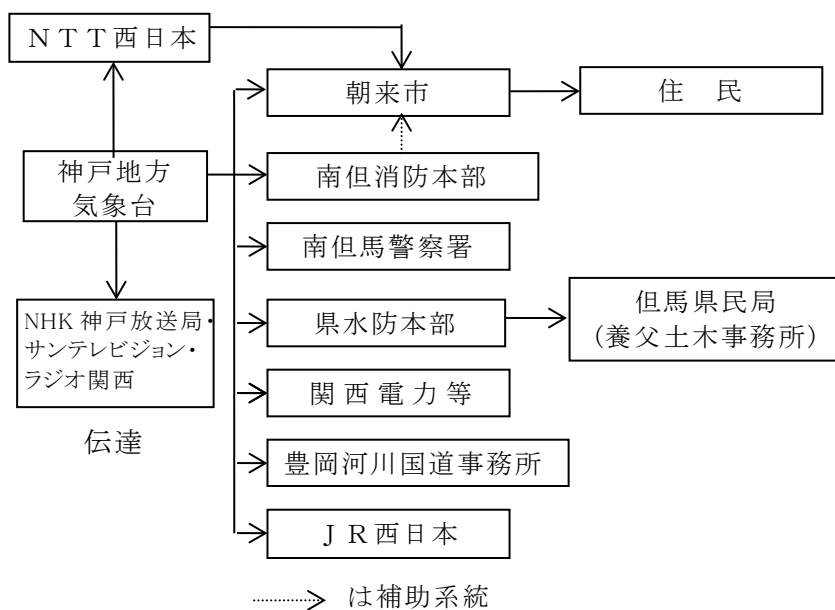 ＮＴＴ西日本
朝来市
住　民
神戸地方
気象台
南但消防本部
南但馬警察署
NHK 神戸放送局・
サンテレビジョン・
ラジオ関西
県水防本部
但馬県民局
(養父土木事務所)
関西電力等
伝達
豊岡河川国道事務所
ＪＲ西日本
は補助系統